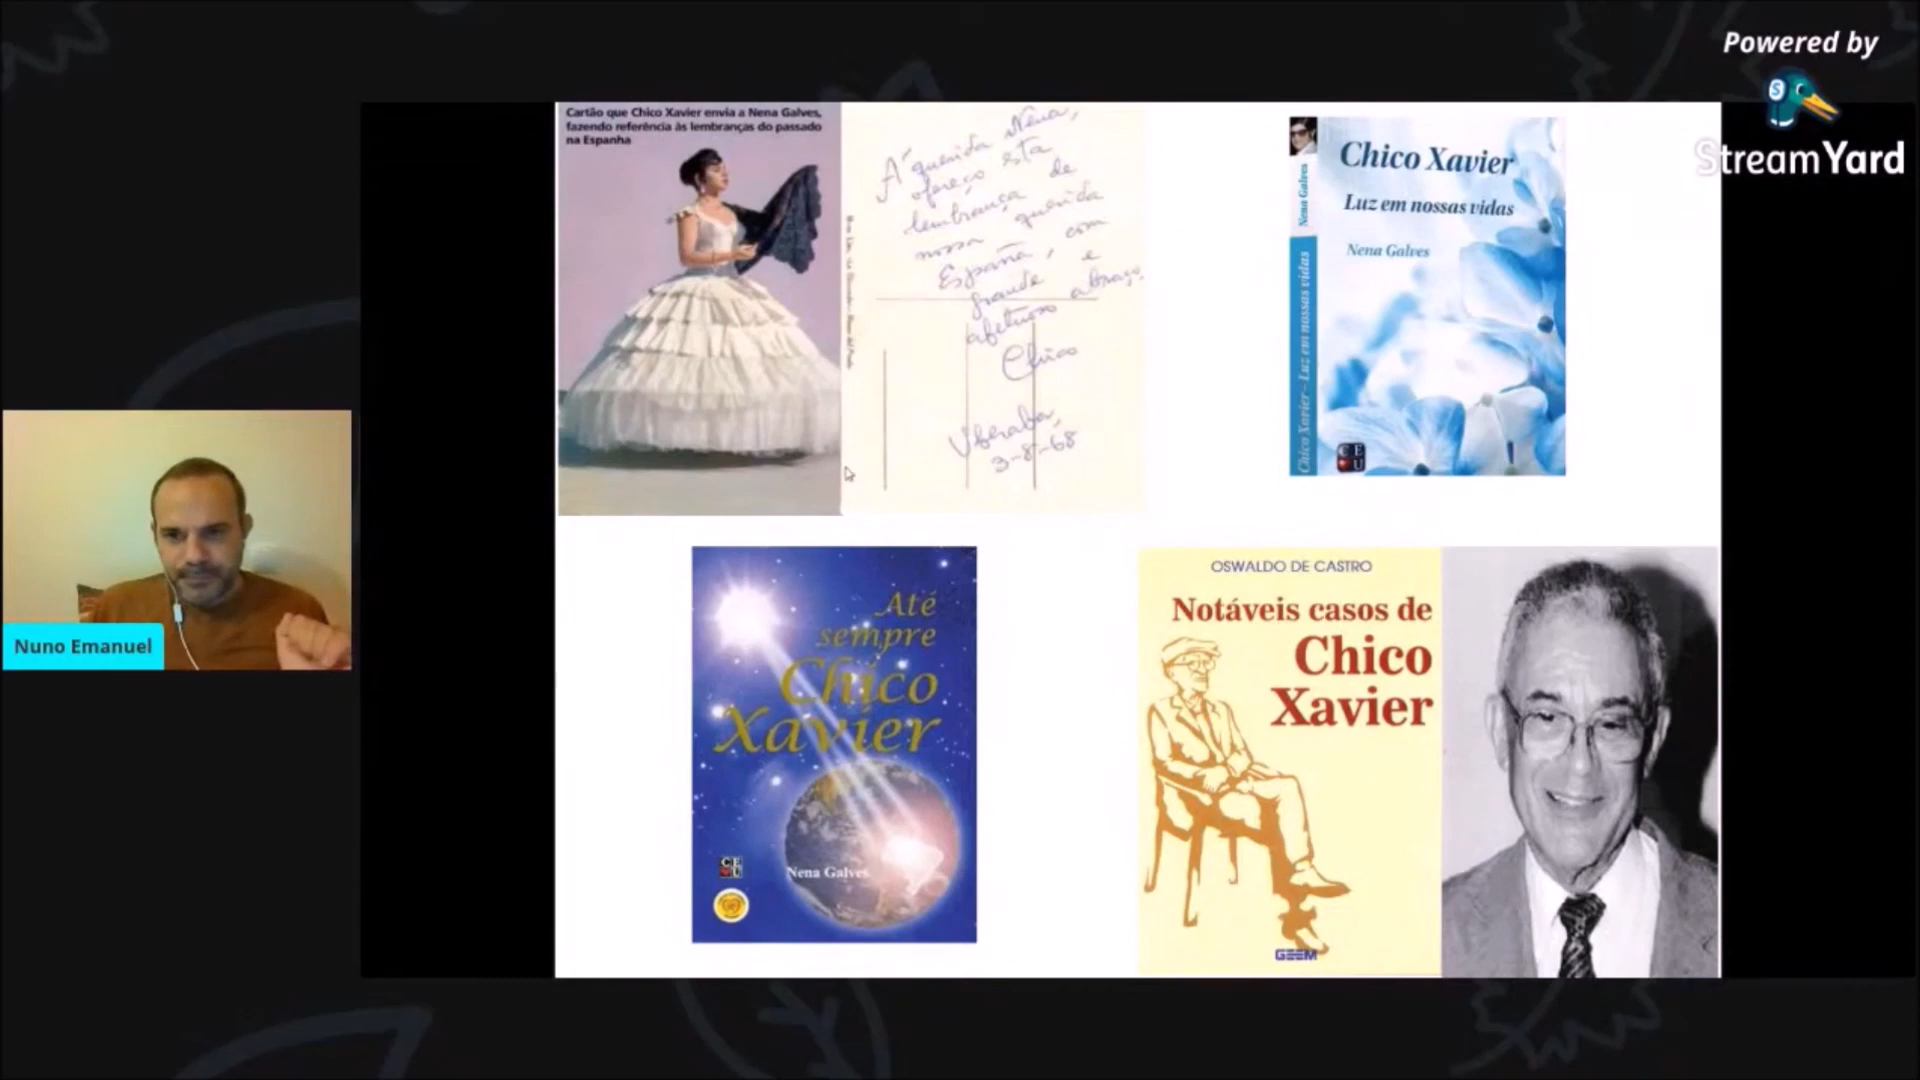 Powered by
StreamYard
Cartão que Chico Xavier envia a Nena Galves,
fazendo referência às lembranças do passado
na Espanha
À querida Nena,
ofereço esta
lembrança de
nossa querida
España, com
grande e
afetuoso abraço.
Chico
Uberaba,
3-8-68
Nena Galves
Chico Xavier – Luz em nossas vidas
Chico Xavier
Luz em nossas vidas
Nena Galves
CE
U
Nuno Emanuel
Até
sempre
Chico
Xavier
CE
U
Nena Galves
OSWALDO DE CASTRO
Notáveis casos de
Chico
Xavier
GEEM